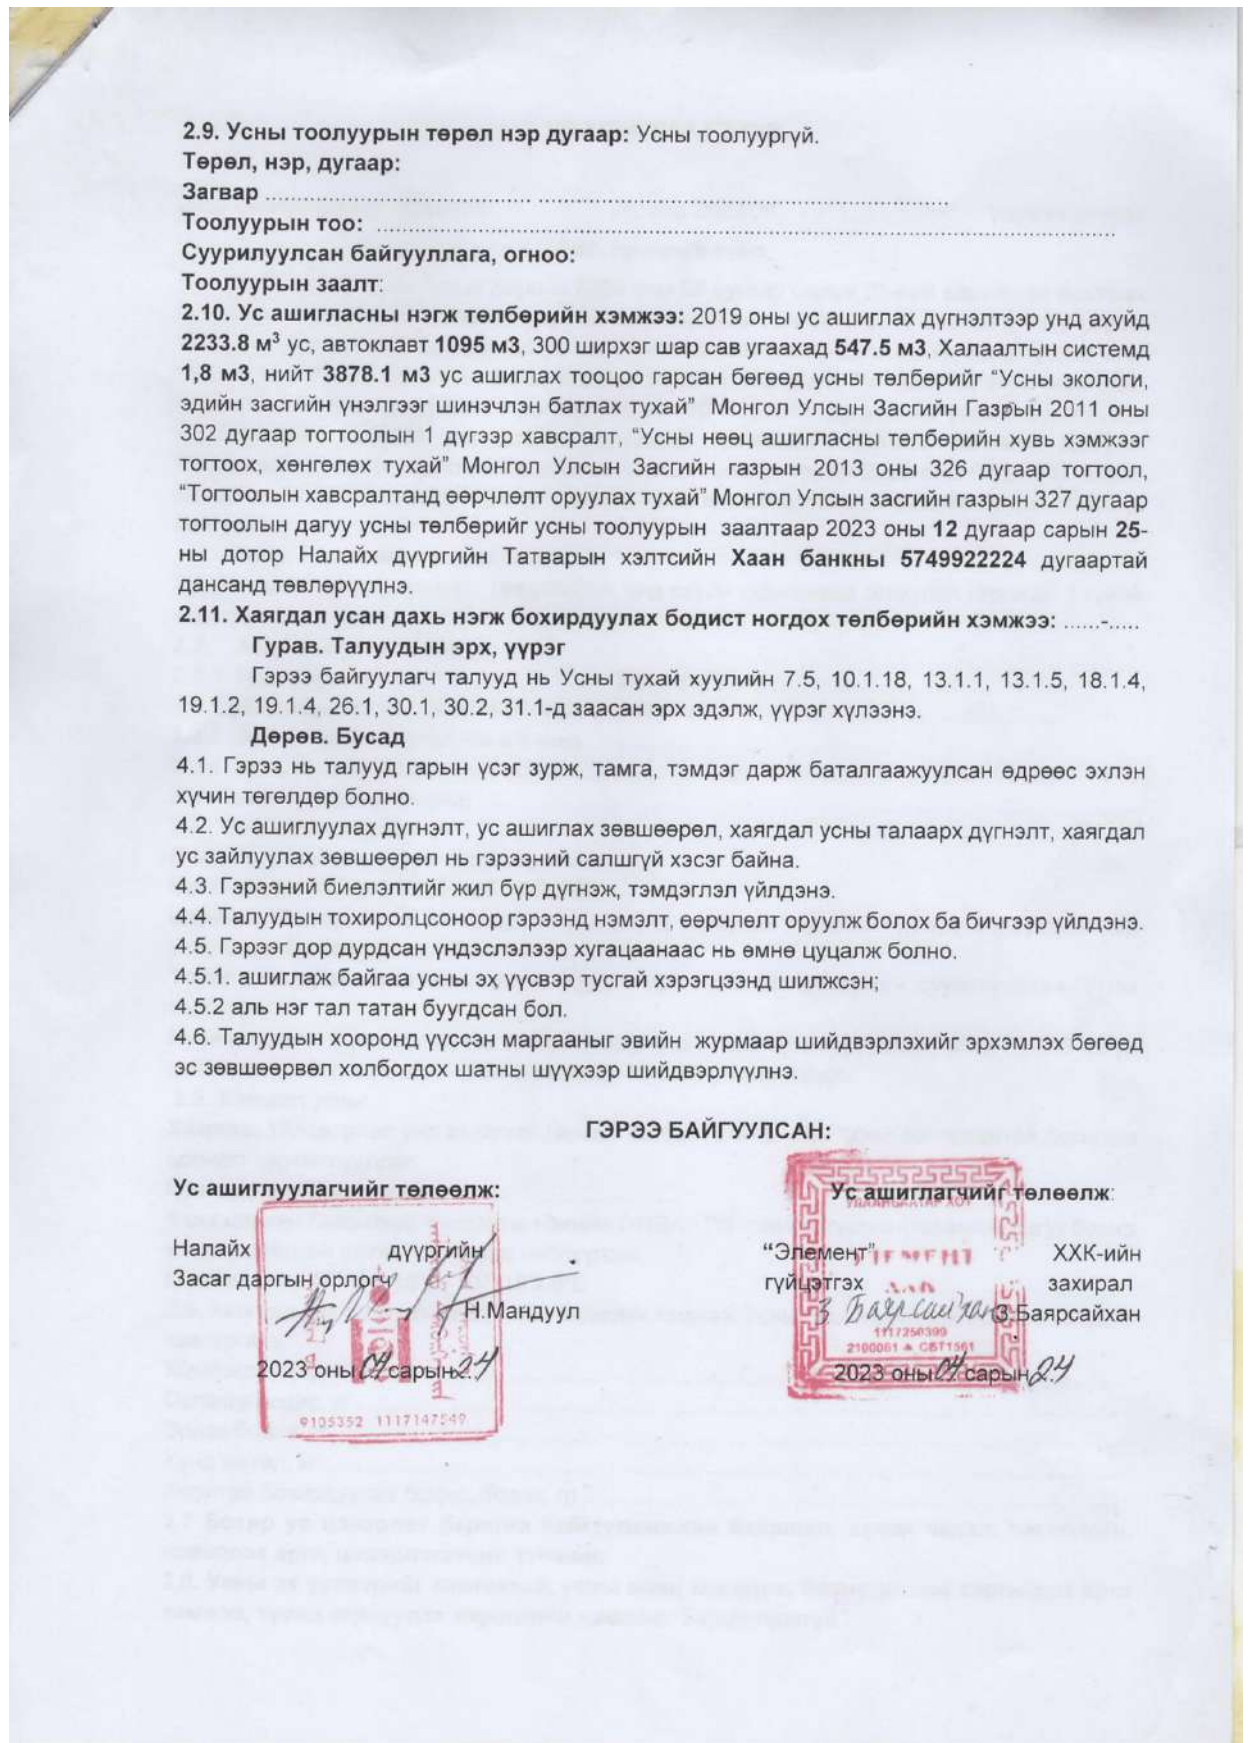 2.9. Усны тоолуурын төрөл нэр дугаар: Усны тоолуургүй.
Төрөл, нэр, дугаар:
Загвар .................................................. ..................................................
Тоолуурын тоо: ..................................................
Суурилуулсан байгууллага, огноо:
Тоолуурын заалт:
2.10. Ус ашигласны нэгж төлбөрийн хэмжээ: 2019 оны ус ашиглах дүгнэлтээр унд ахуйд
2233.8 м³ ус, автоклавт 1095 м3, 300 ширхэг шар сав угаахад 547.5 м3, Халаалтын системд
1,8 м3, нийт 3878.1 м3 ус ашиглах тооцоо гарсан бөгөөд усны төлбөрийг “Усны экологи,
эдийн засгийн үнэлгээг шинэчлэн батлах тухай” Монгол Улсын Засгийн Газрын 2011 оны
302 дугаар тогтоолын 1 дүгээр хавсралт, “Усны нөөц ашигласны төлбөрийн хувь хэмжээг
тогтоох, хөнгөлөх тухай” Монгол Улсын Засгийн газрын 2013 оны 326 дугаар тогтоол,
“Тогтоолын хавсралтанд өөрчлөлт оруулах тухай” Монгол Улсын засгийн газрын 327 дугаар
тогтоолын дагуу усны төлбөрийг усны тоолуурын заалтаар 2023 оны 12 дугаар сарын 25-
ны дотор Налайх дүүргийн Татварын хэлтсийн Хаан банкны 5749922224 дугаартай
дансанд төвлөрүүлнэ.
2.11. Хаягдал усан дахь нэгж бохирдуулах бодист ногдох төлбөрийн хэмжээ: ......-.....
Гурав. Талуудын эрх, үүрэг
Гэрээ байгуулагч талууд нь Усны тухай хуулийн 7.5, 10.1.18, 13.1.1, 13.1.5, 18.1.4,
19.1.2, 19.1.4, 26.1, 30.1, 30.2, 31.1-д заасан эрх эдэлж, үүрэг хүлээнэ.
Дөрөв. Бусад
4.1. Гэрээ нь талууд гарын үсэг зурж, тамга, тэмдэг дарж баталгаажуулсан өдрөөс эхлэн
хүчин төгөлдөр болно.
4.2. Ус ашиглуулах дүгнэлт, ус ашиглах зөвшөөрөл, хаягдал усны талаарх дүгнэлт, хаягдал
ус зайлуулах зөвшөөрөл нь гэрээний салшгүй хэсэг байна.
4.3. Гэрээний биелэлтийг жил бүр дүгнэж, тэмдэглэл үйлдэнэ.
4.4. Талуудын тохиролцсоноор гэрээнд нэмэлт, өөрчлөлт оруулж болох ба бичгээр үйлдэнэ.
4.5. Гэрээг дор дурдсан үндэслэлээр хугацаанаас нь өмнө цуцалж болно.
4.5.1. ашиглаж байгаа усны эх үүсвэр тусгай хэрэгцээнд шилжсэн;
4.5.2 аль нэг тал татан буугдсан бол.
4.6. Талуудын хооронд үүссэн маргааныг эвийн журмаар шийдвэрлэхийг эрхэмлэх бөгөөд
эс зөвшөөрвөл холбогдох шатны шүүхээр шийдвэрлүүлнэ.
ГЭРЭЭ БАЙГУУЛСАН:
Ус ашиглуулагчийг төлөөлж:
Налайх дүүргийн
Засаг даргын орлогч
Н.Мандуул
2023 оны 04 сарын 24
9105352 1117147549
Ус ашиглагчийг төлөөлж:
УЛААНБААТАР ХОТ
“Элемент” ХХК-ийн
гүйцэтгэх захирал
З Баярсайхан З.Баярсайхан
1117250399
2100061 СБТ1561
2023 оны 04 сарын 24